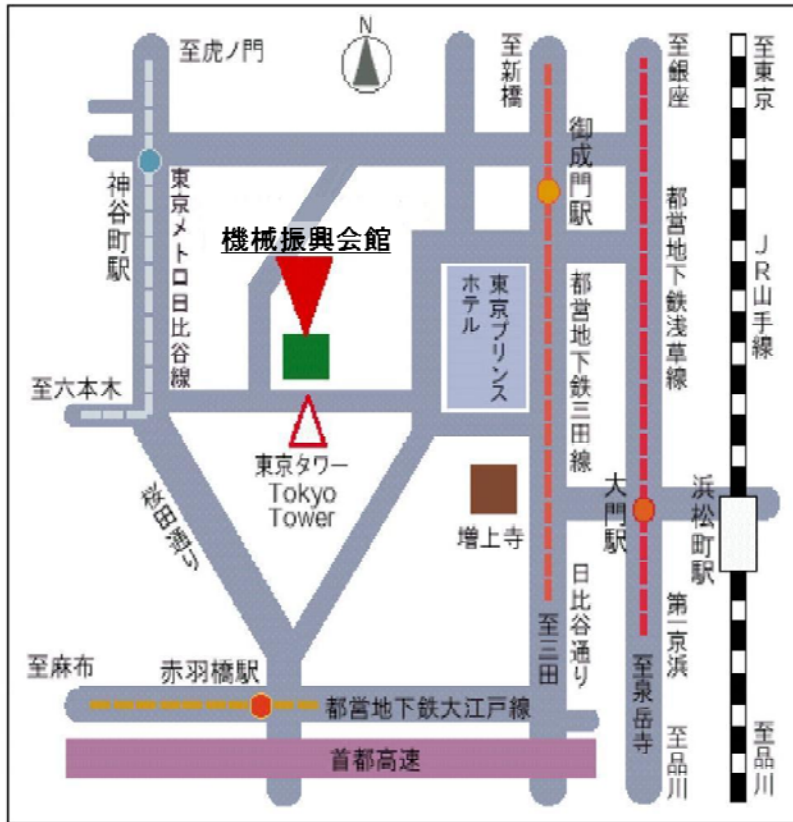 N
至虎ノ門
至新橋
至銀座
至東京
御成門駅
神谷町駅
東京メトロ日比谷線
機械振興会館
東京プリンス
ホテル
都営地下鉄三田線
都営地下鉄浅草線
JR山手線
至六本木
東京タワー
Tokyo
Tower
桜田通り
増上寺
大門駅
浜松町駅
日比谷通り
至三田
第一京浜
至泉岳寺
至麻布
赤羽橋駅
都営地下鉄大江戸線
首都高速
至品川
至品川